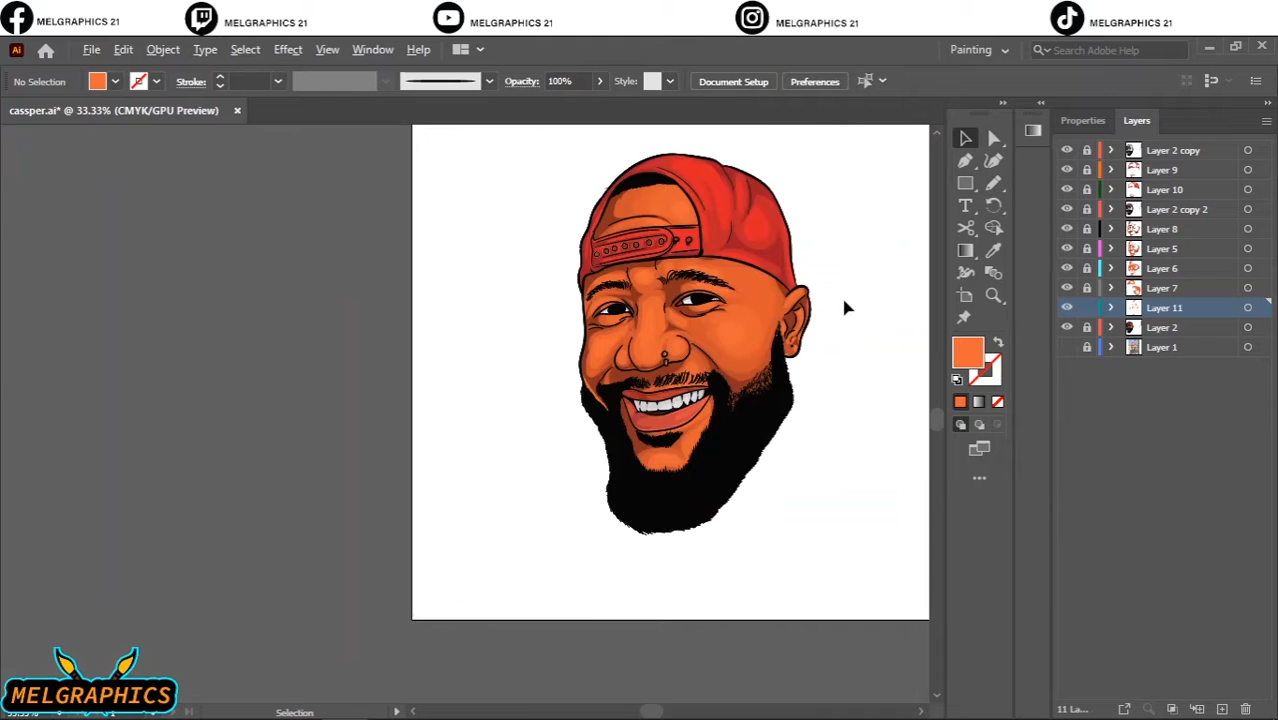 MELGRAPHICS 21
MELGRAPHICS 21
MELGRAPHICS 21
MELGRAPHICS 21
MELGRAPHICS 21
Ai File Edit Object Type Select Effect View Window Help Painting Search Adobe Help
No Selection Stroke: Opacity: 100% Style: Document Setup Preferences
cassper.ai* @ 33.33% (CMYK/GPU Preview)
Properties Layers
Layer 2 copy
Layer 9
Layer 10
Layer 2 copy 2
Layer 8
Layer 5
Layer 6
Layer 7
Layer 11
Layer 2
Layer 1
MELGRAPHICS
Selection
11 La...